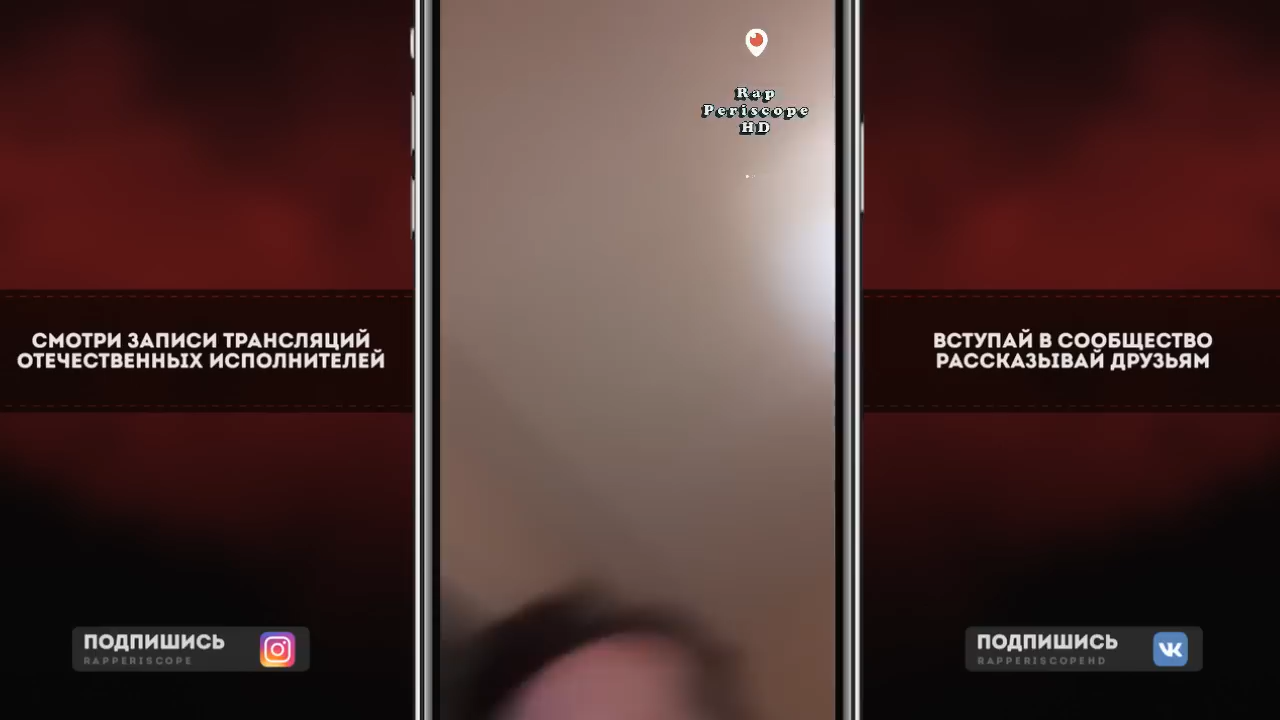 Rap
Periscope
HD
СМОТРИ ЗАПИСИ ТРАНСЛЯЦИЙ
ОТЕЧЕСТВЕННЫХ ИСПОЛНИТЕЛЕЙ
ВСТУПАЙ В СООБЩЕСТВО
РАССКАЗЫВАЙ ДРУЗЬЯМ
ПОДПИШИСЬ
RAPPERISCOPE
ПОДПИШИСЬ
RAPPERISCOPEHD